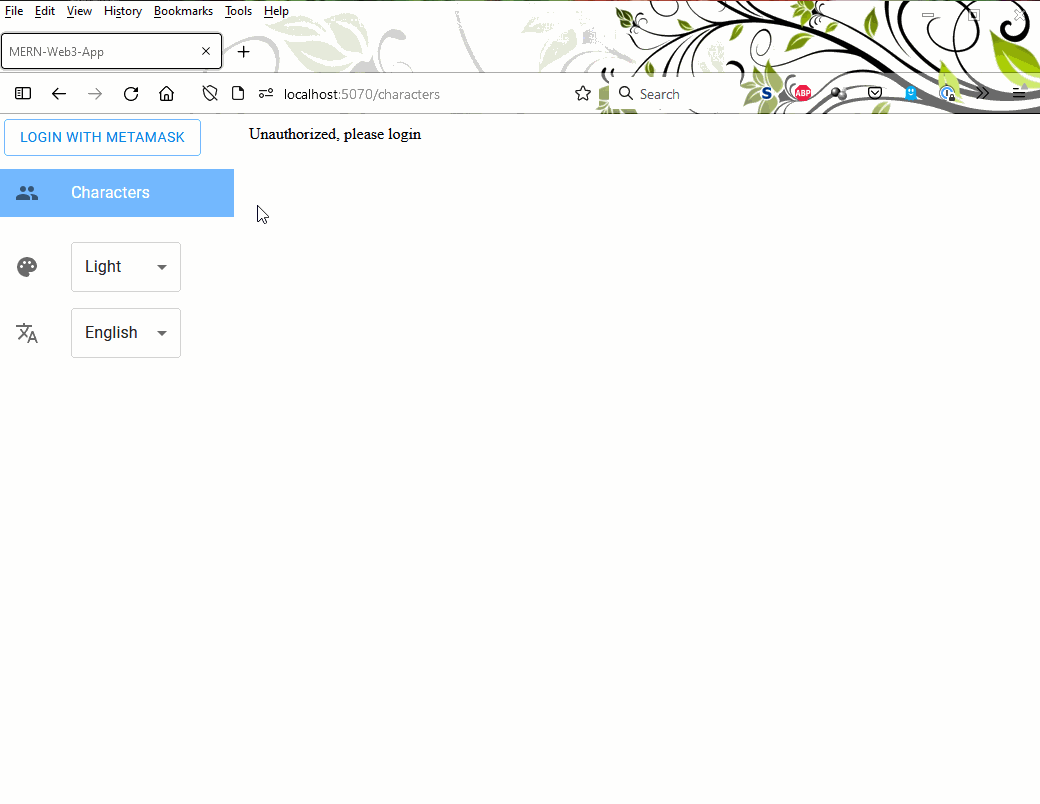 File Edit View History Bookmarks Tools Help
MERN-Web3-App
localhost:5070/characters
Search
S
ABP
LOGIN WITH METAMASK
Unauthorized, please login
Characters
Light
English